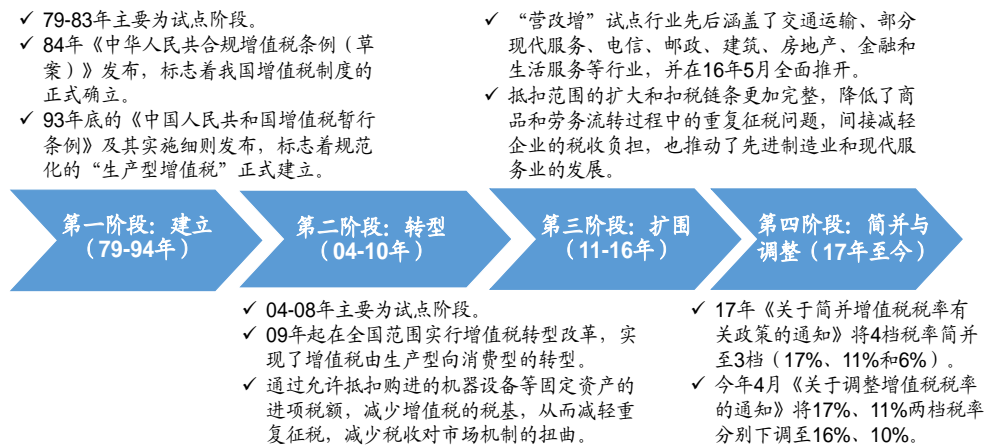 ✓ 79-83年主要为试点阶段。
✓ 84年《中华人民共合规增值税条例（草
案）》发布，标志着我国增值税制度的
正式确立。
✓ 93年底的《中国人民共和国增值税暂行
条例》及其实施细则发布，标志着规范
化的“生产型增值税”正式建立。
✓ “营改增”试点行业先后涵盖了交通运输、部分
现代服务、电信、邮政、建筑、房地产、金融和
生活服务等行业，并在16年5月全面推开。
✓ 抵扣范围的扩大和扣税链条更加完整，降低了商
品和劳务流转过程中的重复征税问题，间接减轻
企业的税收负担，也推动了先进制造业和现代服
务业的发展。
第一阶段：建立
（79-94年）
第二阶段：转型
（04-10年）
第三阶段：扩围
（11-16年）
第四阶段：简并与
调整（17年至今）
✓ 04-08年主要为试点阶段。
✓ 09年起在全国范围实行增值税转型改革，实
现了增值税由生产型向消费型的转型。
✓ 通过允许抵扣购进的机器设备等固定资产的
进项税额，减少增值税的税基，从而减轻重
复征税，减少税收对市场机制的扭曲。
✓ 17年《关于简并增值税税率有
关政策的通知》将4档税率简并
至3档（17%、11%和6%）。
✓ 今年4月《关于调整增值税税率
的通知》将17%、11%两档税率
分别下调至16%、10%。